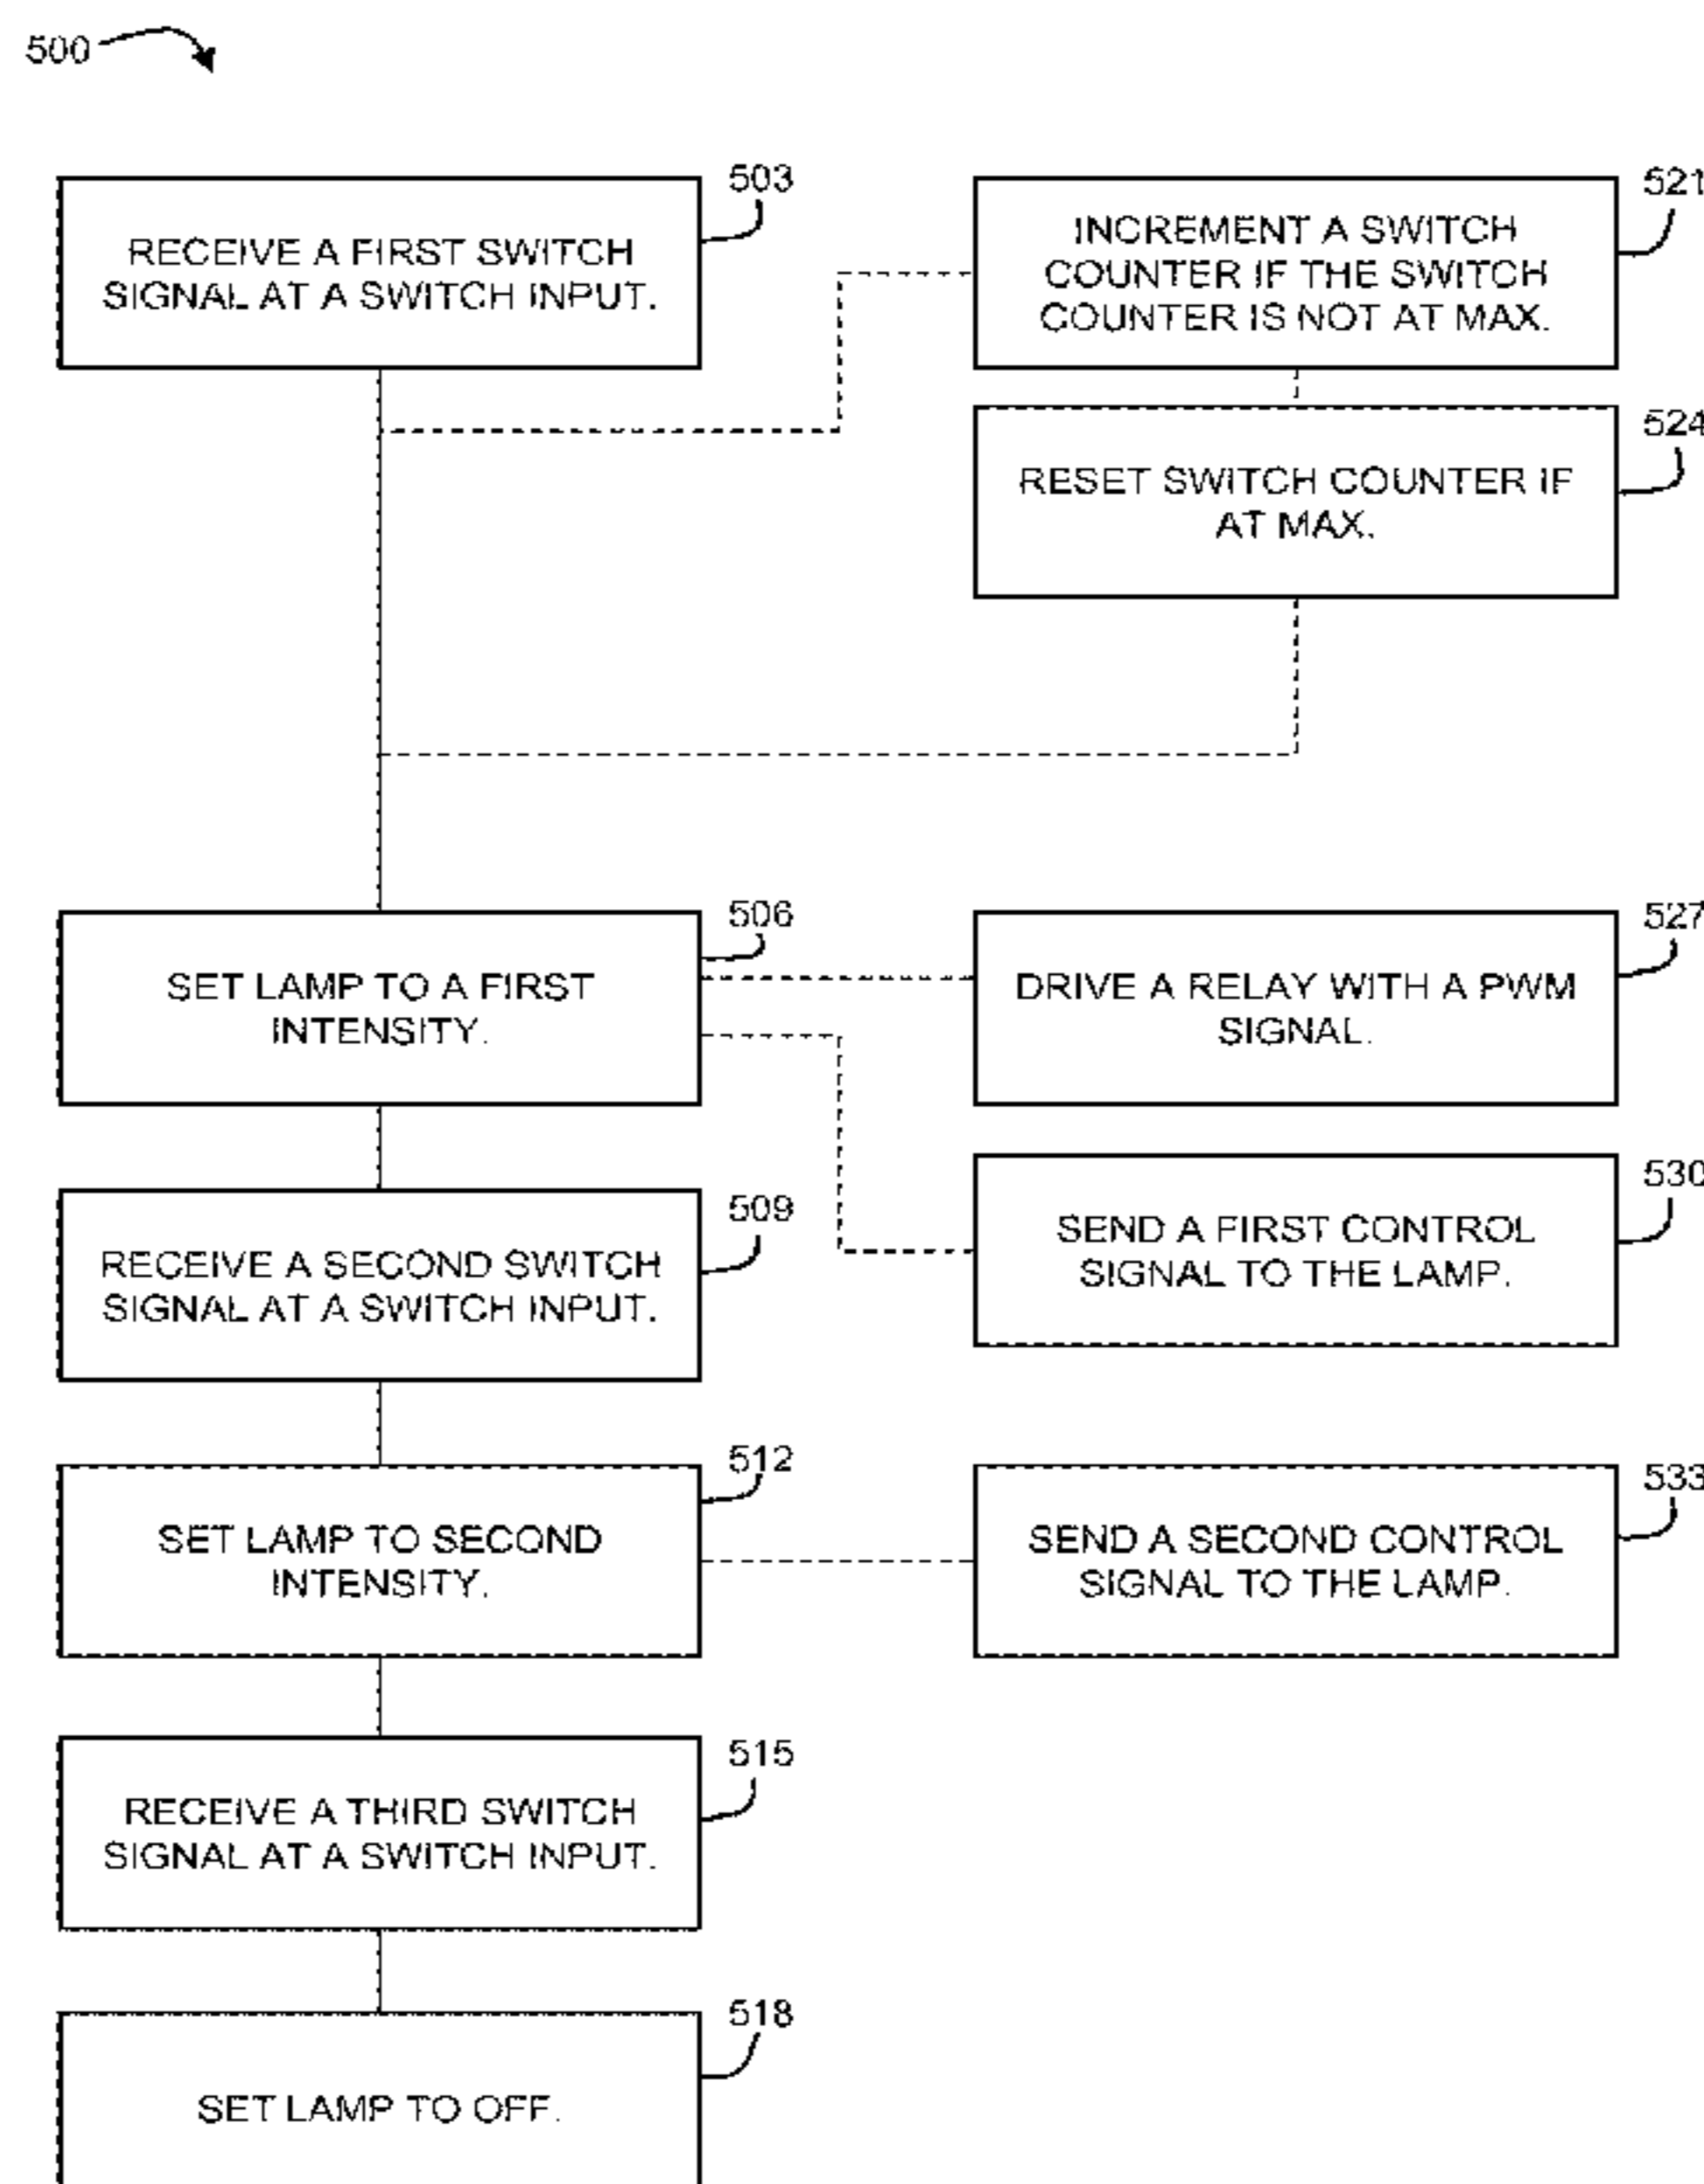 500
503
RECEIVE A FIRST SWITCH
SIGNAL AT A SWITCH INPUT.
521
INCREMENT A SWITCH
COUNTER IF THE SWITCH
COUNTER IS NOT AT MAX.
524
RESET SWITCH COUNTER IF
AT MAX.
506
SET LAMP TO A FIRST
INTENSITY.
527
DRIVE A RELAY WITH A PWM
SIGNAL.
530
SEND A FIRST CONTROL
SIGNAL TO THE LAMP.
509
RECEIVE A SECOND SWITCH
SIGNAL AT A SWITCH INPUT.
512
SET LAMP TO SECOND
INTENSITY.
533
SEND A SECOND CONTROL
SIGNAL TO THE LAMP.
515
RECEIVE A THIRD SWITCH
SIGNAL AT A SWITCH INPUT.
518
SET LAMP TO OFF.